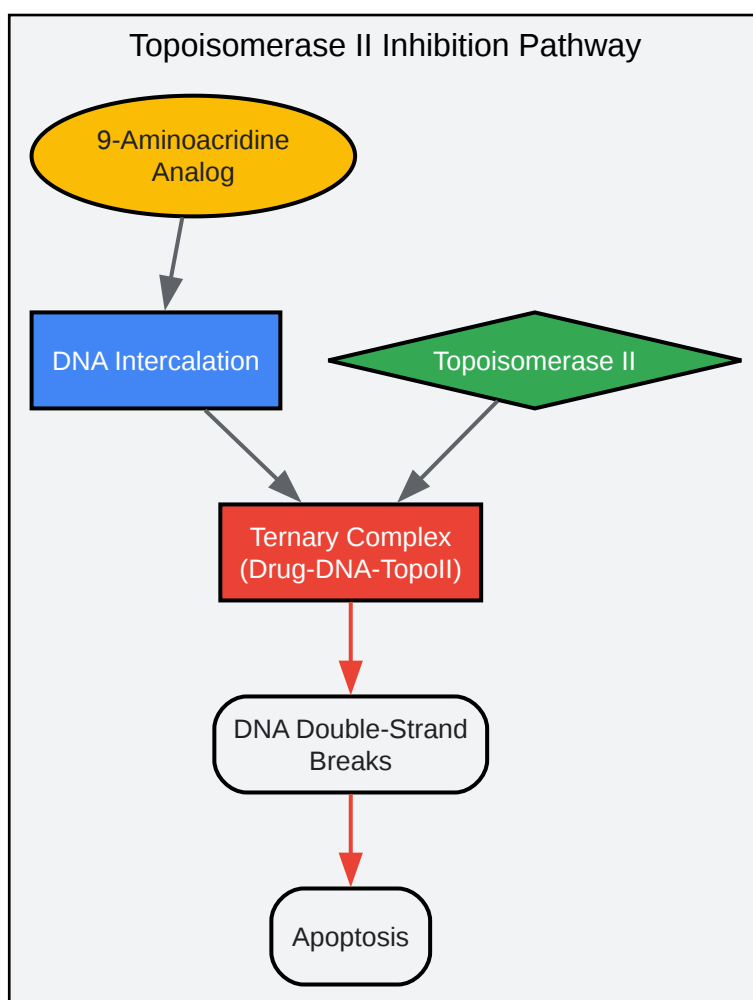 Topoisomerase II Inhibition Pathway
9-Aminoacridine
Analog
DNA Intercalation
Topoisomerase II
Ternary Complex
(Drug-DNA-TopoII)
DNA Double-Strand
Breaks
Apoptosis